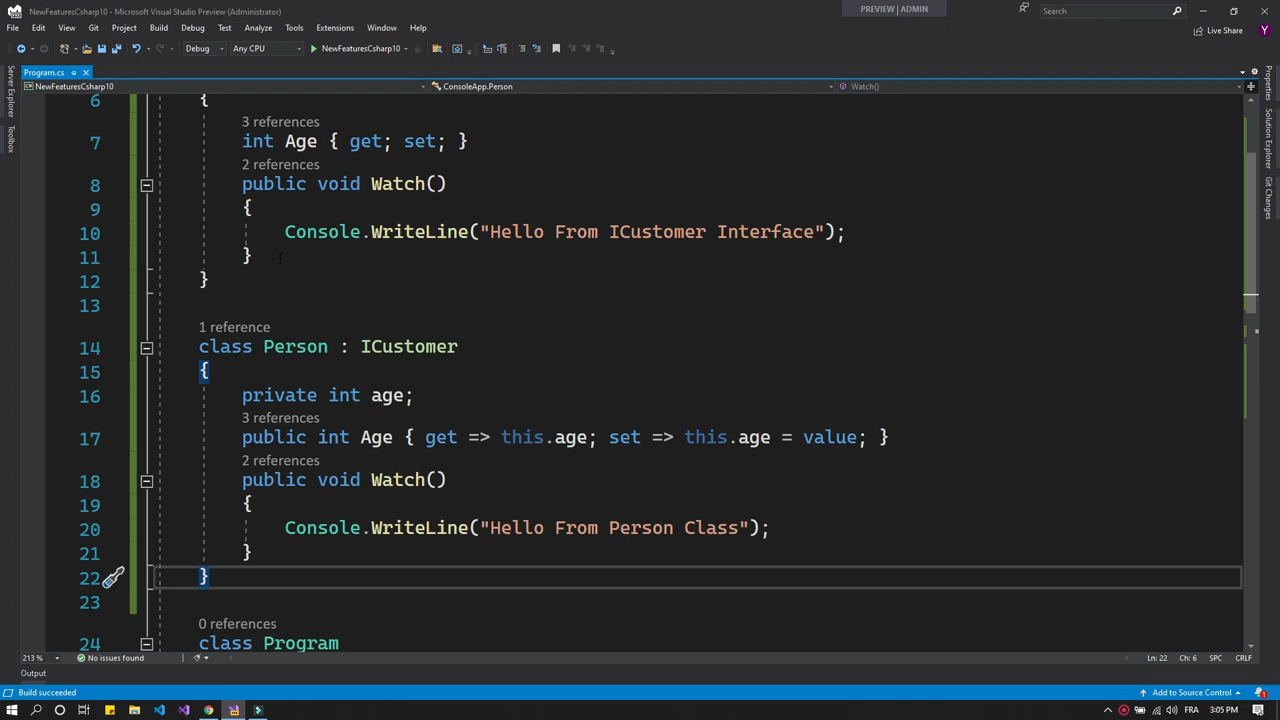 NewFeaturesCsharp10 - Microsoft Visual Studio Preview (Administrator)
PREVIEW | ADMIN
Search
File Edit View Git Project Build Debug Test Analyze Tools Extensions Window Help
Debug Any CPU NewFeaturesCsharp10 Live Share Y
Program.cs
NewFeaturesCsharp10 ConsoleApp.Person Watch()
Server Explorer
Toolbox
Properties
Solution Explorer
Git Changes
6 {
3 references
7 int Age { get; set; }
2 references
8 public void Watch()
9 {
10 Console.WriteLine("Hello From ICustomer Interface");
11 }
12 }
13
1 reference
14 class Person : ICustomer
15 {
16 private int age;
3 references
17 public int Age { get => this.age; set => this.age = value; }
2 references
18 public void Watch()
19 {
20 Console.WriteLine("Hello From Person Class");
21 }
22 }
23
0 references
24 class Program
213 % No issues found Ln: 22 Ch: 6 SPC CRLF
Output
Build succeeded Add to Source Control 1
FRA 3:05 PM